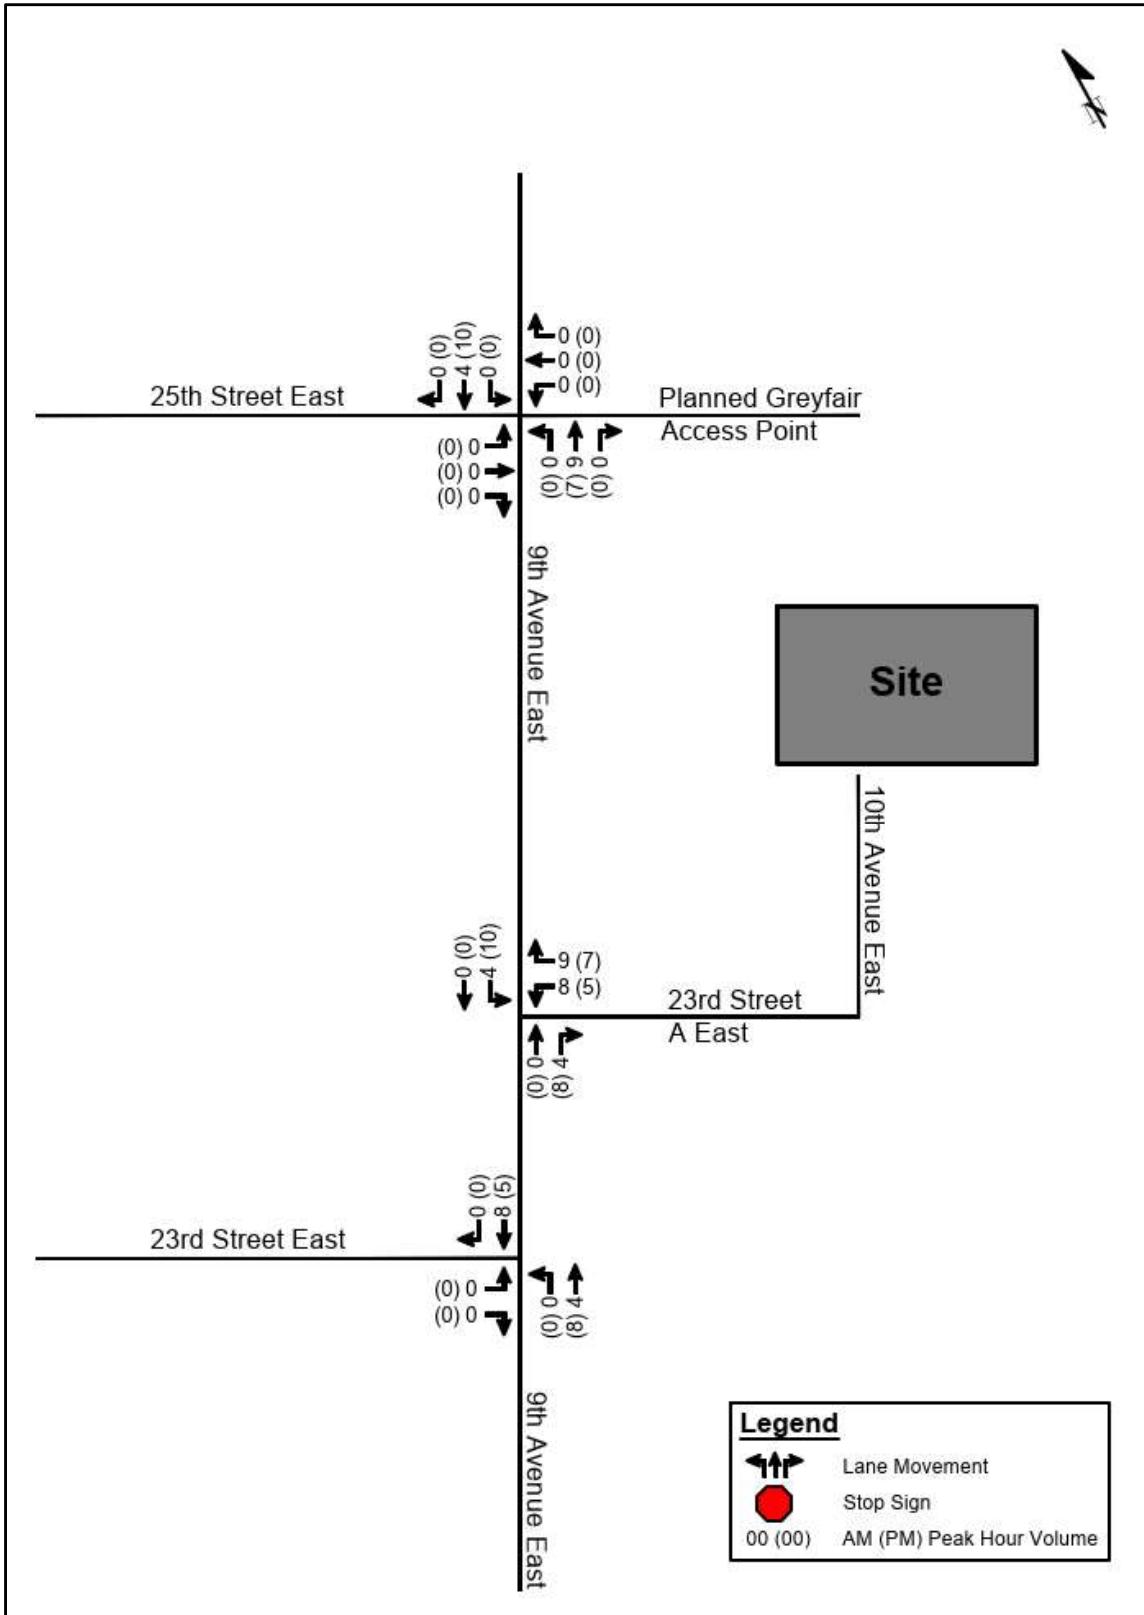 N
0 (0)
4 (10)
0 (0)
0 (0)
0 (0)
0 (0)
25th Street East
Planned Greyfair
Access Point
(0) 0
(0) 0
(0) 0
0 (0)
9 (7)
0 (0)
9th Avenue East
Site
10th Avenue East
0 (0)
4 (10)
9 (7)
8 (5)
23rd Street
A East
0 (0)
4 (8)
0 (0)
8 (5)
23rd Street East
(0) 0
(0) 0
0 (0)
4 (8)
9th Avenue East
Legend
Lane Movement
Stop Sign
00 (00) AM (PM) Peak Hour Volume